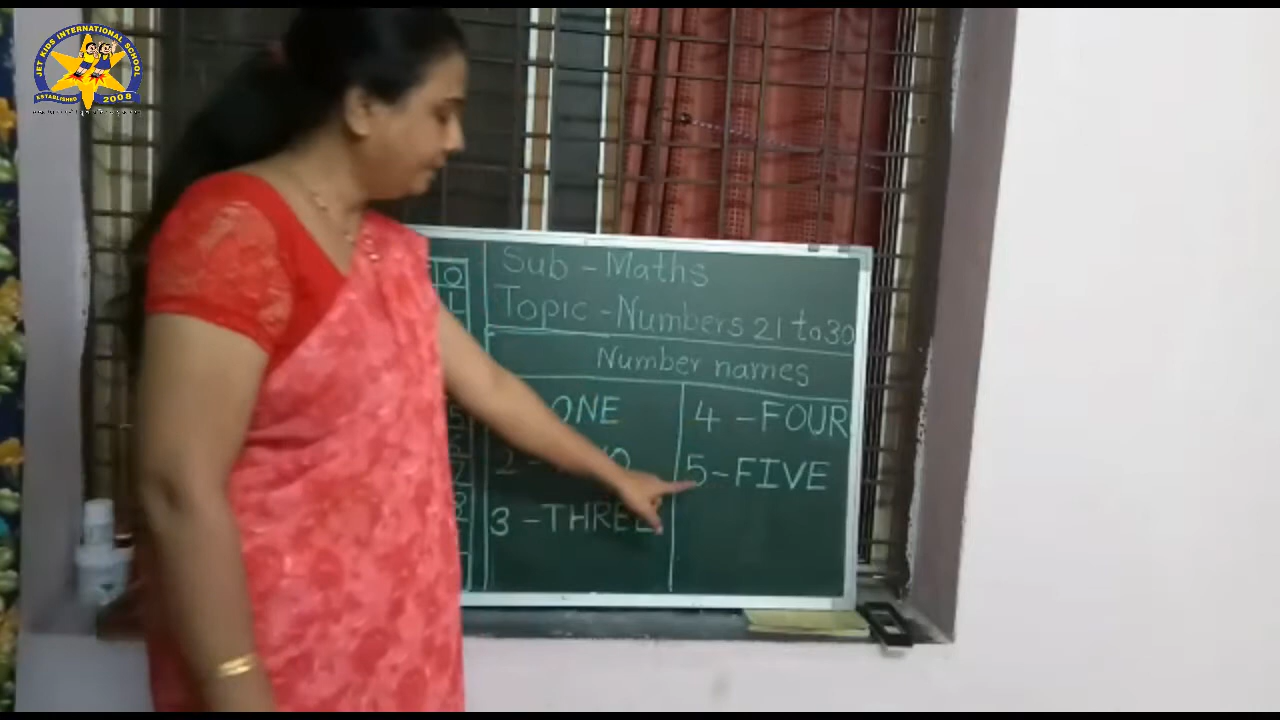 JET KIDS INTERNATIONAL SCHOOL
ESTABLISHED 2008
Sub - Maths
Topic - Numbers 21 to 30
Number names
ONE
2 -
3 - THREE
4 - FOUR
5 - FIVE